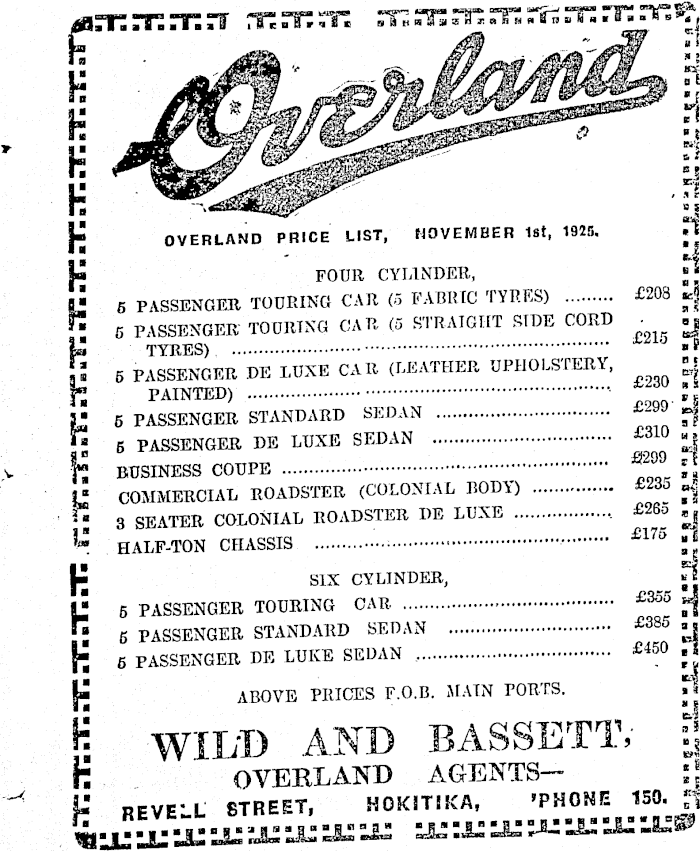 Overland
OVERLAND PRICE LIST, NOVEMBER 1st, 1925.
FOUR CYLINDER,
5 PASSENGER TOURING CAR (5 FABRIC TYRES) ......... £208
5 PASSENGER TOURING CAR (5 STRAIGHT SIDE CORD
TYRES) ............................................................ £215
5 PASSENGER DE LUXE CAR (LEATHER UPHOLSTERY,
PAINTED) ......................................................... £230
5 PASSENGER STANDARD SEDAN ............................... £299
5 PASSENGER DE LUXE SEDAN ............................... £310
BUSINESS COUPE ....................................................... £299
COMMERCIAL ROADSTER (COLONIAL BODY) .............. £235
3 SEATER COLONIAL ROADSTER DE LUXE ................. £265
HALF-TON CHASSIS .................................................. £175
SIX CYLINDER,
5 PASSENGER TOURING CAR .................................... £355
5 PASSENGER STANDARD SEDAN ............................ £385
5 PASSENGER DE LUKE SEDAN .................................. £450
ABOVE PRICES F.O.B. MAIN PORTS.
WILD AND BASSETT,
OVERLAND AGENTS—
REVELL STREET, HOKITIKA, 'PHONE 150.